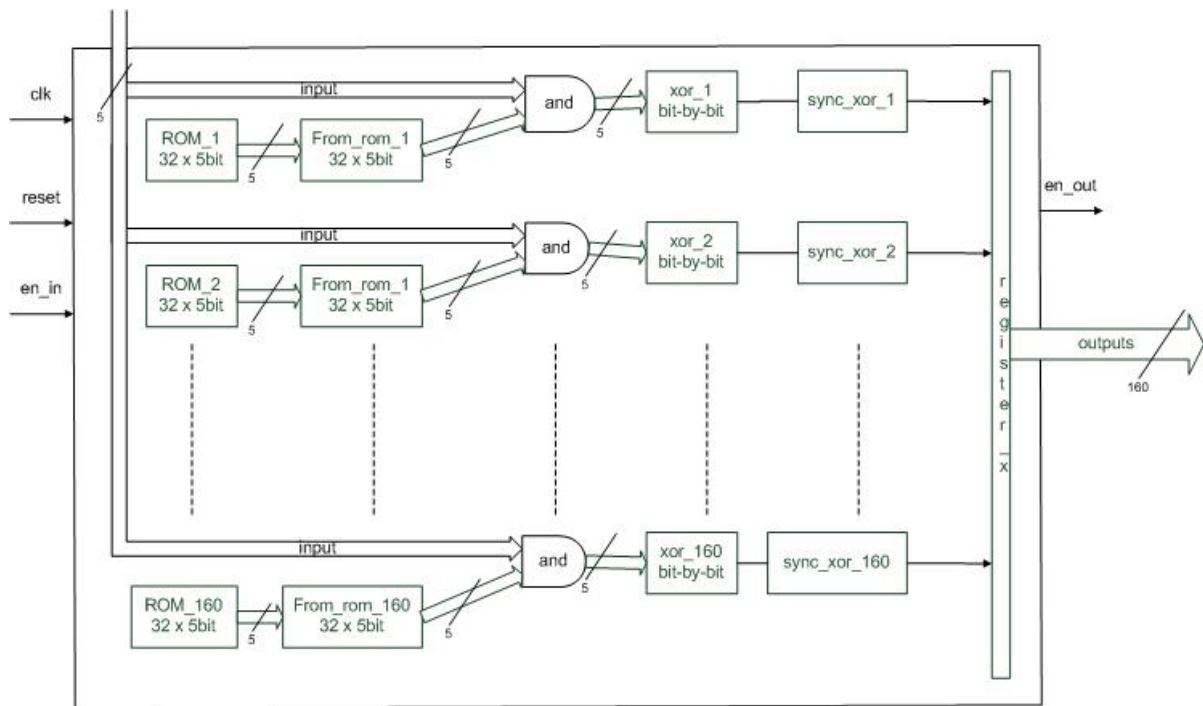 clk
5
reset
en_in
input
ROM_1
32 x 5bit
5
From_rom_1
32 x 5bit
5
and
5
xor_1
bit-by-bit
sync_xor_1
input
ROM_2
32 x 5bit
5
From_rom_1
32 x 5bit
5
and
5
xor_2
bit-by-bit
sync_xor_2
input
ROM_160
32 x 5bit
5
From_rom_160
32 x 5bit
5
and
5
xor_160
bit-by-bit
sync_xor_160
register_x
en_out
outputs
160